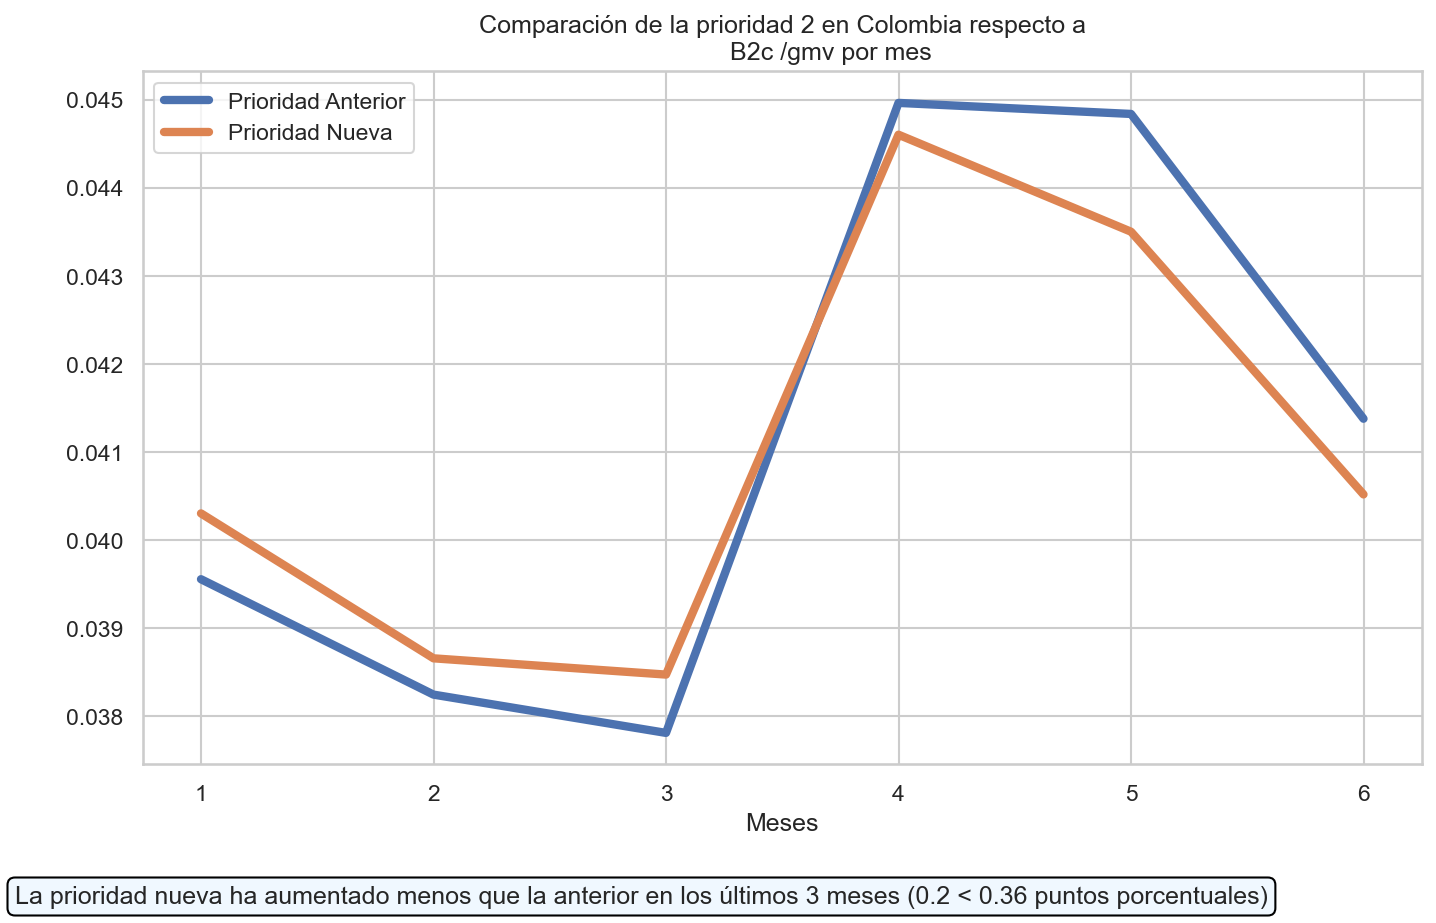 Comparación de la prioridad 2 en Colombia respecto a
B2c /gmv por mes
Prioridad Anterior
Prioridad Nueva
0.045
0.044
0.043
0.042
0.041
0.040
0.039
0.038
1 2 3 4 5 6
Meses
La prioridad nueva ha aumentado menos que la anterior en los últimos 3 meses (0.2 < 0.36 puntos porcentuales)